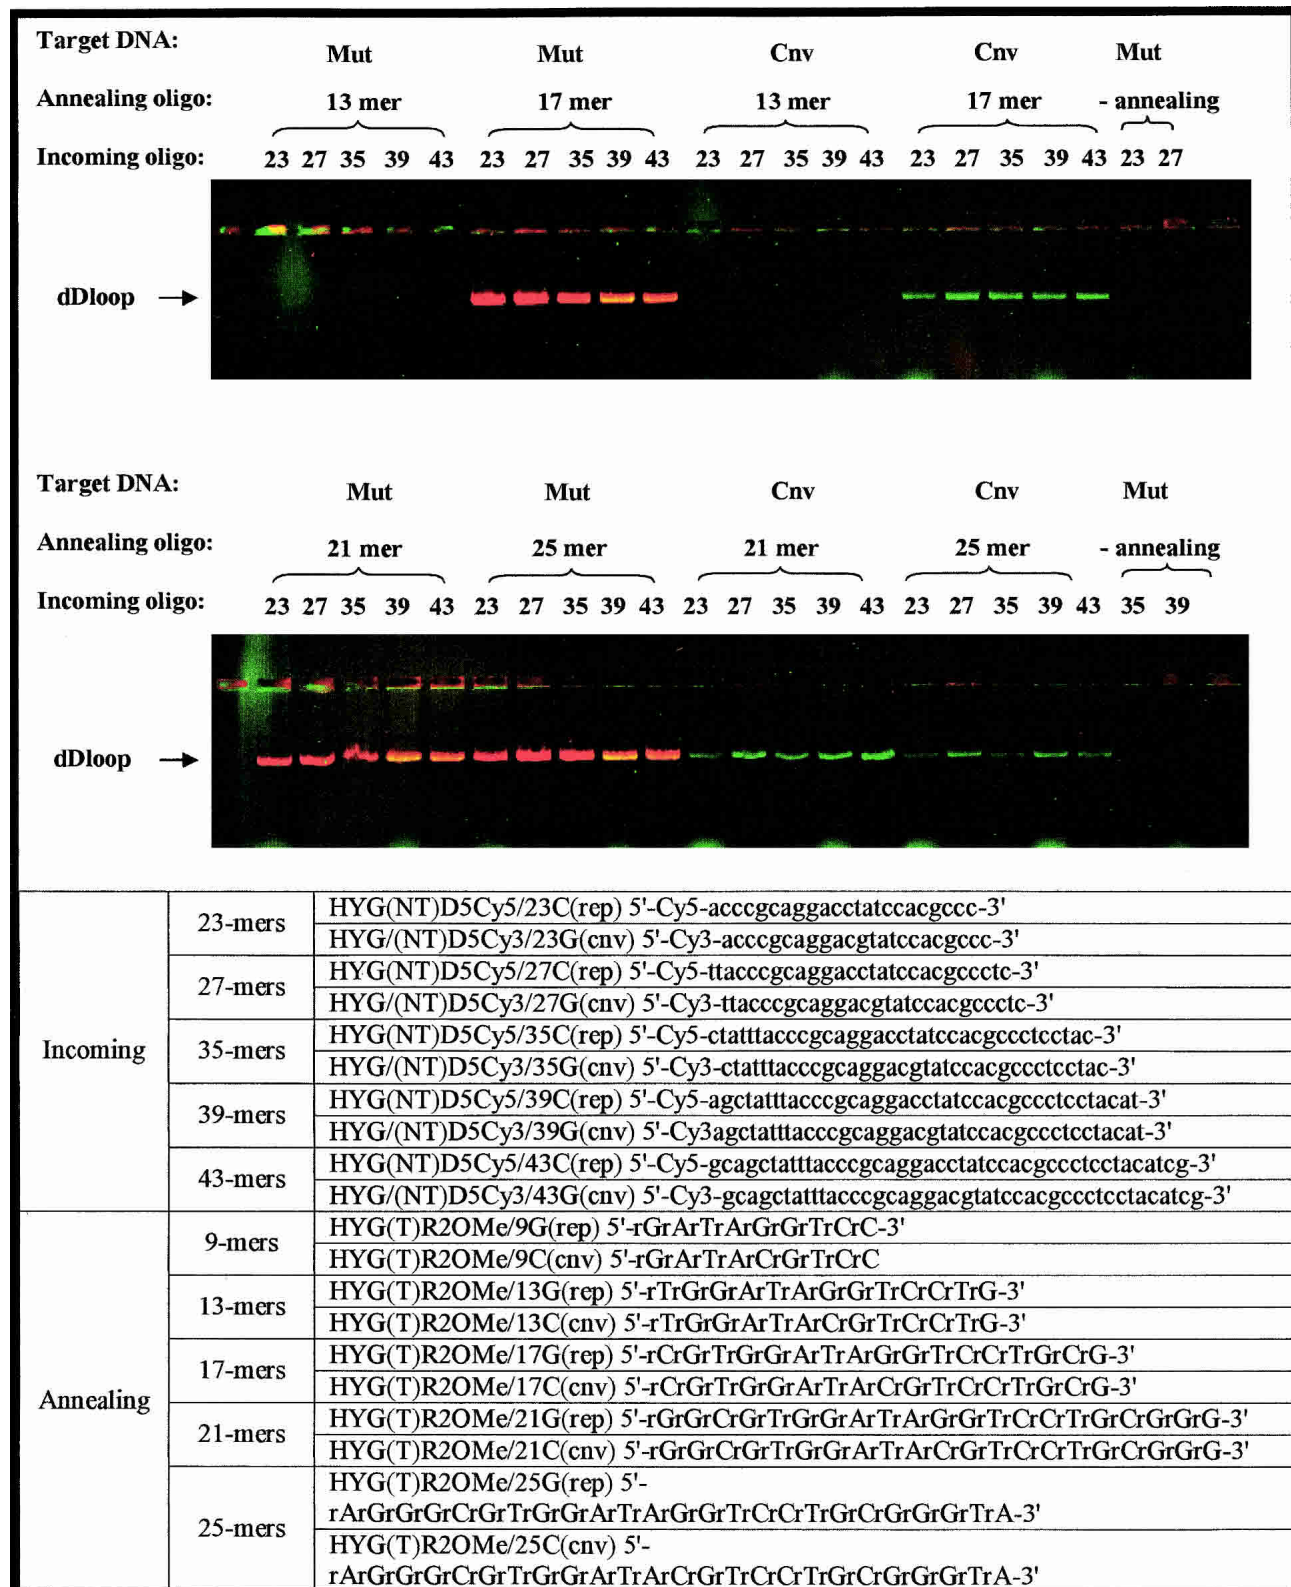 Target DNA: Mut Mut Cnv Cnv Mut
Annealing oligo: 13 mer 17 mer 13 mer 17 mer - annealing
Incoming oligo: 23 27 35 39 43 23 27 35 39 43 23 27 35 39 43 23 27 35 39 43 23 27
dDloop
Target DNA: Mut Mut Cnv Cnv Mut
Annealing oligo: 21 mer 25 mer 21 mer 25 mer - annealing
Incoming oligo: 23 27 35 39 43 23 27 35 39 43 23 27 35 39 43 23 27 35 39 43 35 39
dDloop
Incoming
23-mers
HYG(NT)D5Cy5/23C(rep) 5'-Cy5-acccgcaggacctatccacgccc-3'
HYG/(NT)D5Cy3/23G(cnv) 5'-Cy3-acccgcaggacgtatccacgccc-3'
27-mers
HYG(NT)D5Cy5/27C(rep) 5'-Cy5-ttacccgcaggacctatccacgccctc-3'
HYG/(NT)D5Cy3/27G(cnv) 5'-Cy3-ttacccgcaggacgtatccacgccctc-3'
35-mers
HYG(NT)D5Cy5/35C(rep) 5'-Cy5-ctatttacccgcaggacctatccacgccctcctac-3'
HYG/(NT)D5Cy3/35G(cnv) 5'-Cy3-ctatttacccgcaggacgtatccacgccctcctac-3'
39-mers
HYG(NT)D5Cy5/39C(rep) 5'-Cy5-agctatttacccgcaggacctatccacgccctcctacat-3'
HYG/(NT)D5Cy3/39G(cnv) 5'-Cy3agctatttacccgcaggacgtatccacgccctcctacat-3'
43-mers
HYG(NT)D5Cy5/43C(rep) 5'-Cy5-gcagctatttacccgcaggacctatccacgccctcctacatcg-3'
HYG/(NT)D5Cy3/43G(cnv) 5'-Cy3-gcagctatttacccgcaggacgtatccacgccctcctacatcg-3'
Annealing
9-mers
HYG(T)R2OMe/9G(rep) 5'-rGrArTrArGrGrTrCrC-3'
HYG(T)R2OMe/9C(cnv) 5'-rGrArTrArCrGrTrCrC
13-mers
HYG(T)R2OMe/13G(rep) 5'-rTrGrGrArTrArGrGrTrCrCrTrG-3'
HYG(T)R2OMe/13C(cnv) 5'-rTrGrGrArTrArCrGrTrCrCrTrG-3'
17-mers
HYG(T)R2OMe/17G(rep) 5'-rCrGrTrGrGrArTrArGrGrTrCrCrTrGrCrG-3'
HYG(T)R2OMe/17C(cnv) 5'-rCrGrTrGrGrArTrArCrGrTrCrCrTrGrCrG-3'
21-mers
HYG(T)R2OMe/21G(rep) 5'-rGrGrCrGrTrGrGrArTrArGrGrTrCrCrTrGrCrGrGrG-3'
HYG(T)R2OMe/21C(cnv) 5'-rGrGrCrGrTrGrGrArTrArCrGrTrCrCrTrGrCrGrGrG-3'
25-mers
HYG(T)R2OMe/25G(rep) 5'-
rArGrGrGrCrGrTrGrGrArTrArGrGrTrCrCrTrGrCrGrGrGrTrA-3'
HYG(T)R2OMe/25C(cnv) 5'-
rArGrGrGrCrGrTrGrGrArTrArCrGrTrCrCrTrGrCrGrGrGrTrA-3'